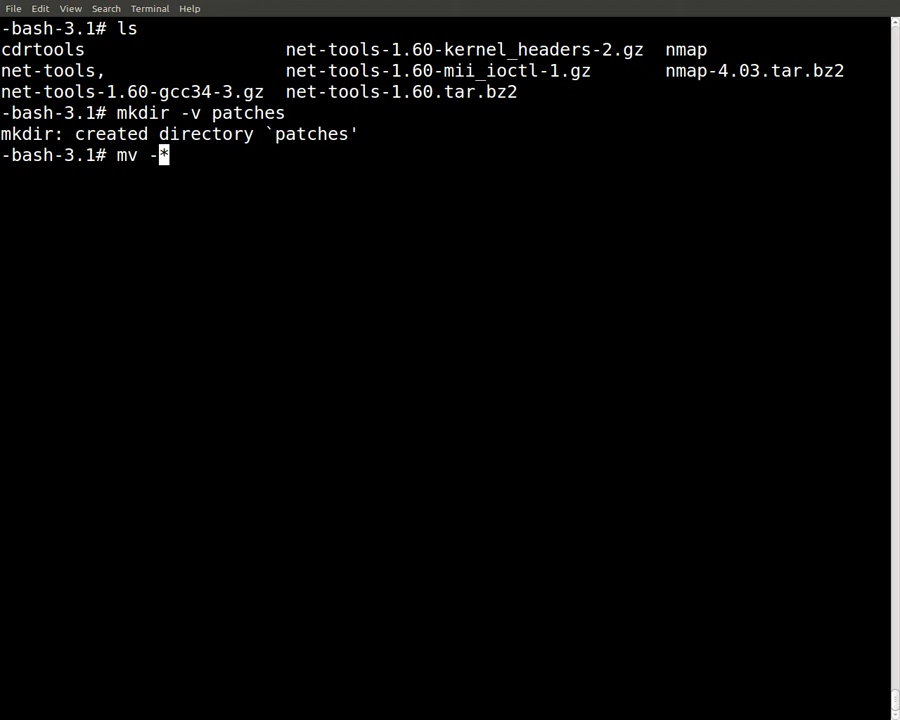 File Edit View Search Terminal Help
-bash-3.1# ls
cdrtools net-tools-1.60-kernel_headers-2.gz nmap
net-tools, net-tools-1.60-mii_ioctl-1.gz nmap-4.03.tar.bz2
net-tools-1.60-gcc34-3.gz net-tools-1.60.tar.bz2
-bash-3.1# mkdir -v patches
mkdir: created directory `patches'
-bash-3.1# mv -*